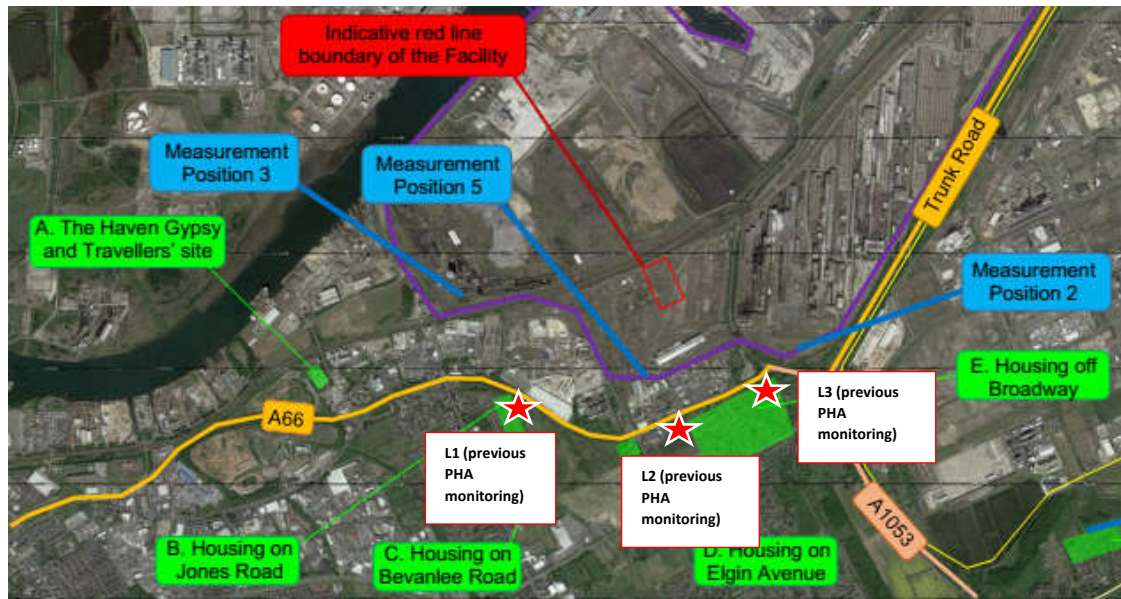 Indicative red line
boundary of the Facility
Measurement
Position 3
Measurement
Position 5
Trunk Road
A. The Haven Gypsy
and Travellers' site
Measurement
Position 2
E. Housing off
Broadway
A66
L1 (previous
PHA
monitoring)
L2 (previous
PHA
monitoring)
L3 (previous
PHA
monitoring)
A1053
B. Housing on
Jones Road
C. Housing on
Bevanlee Road
D. Housing on
Elgin Avenue